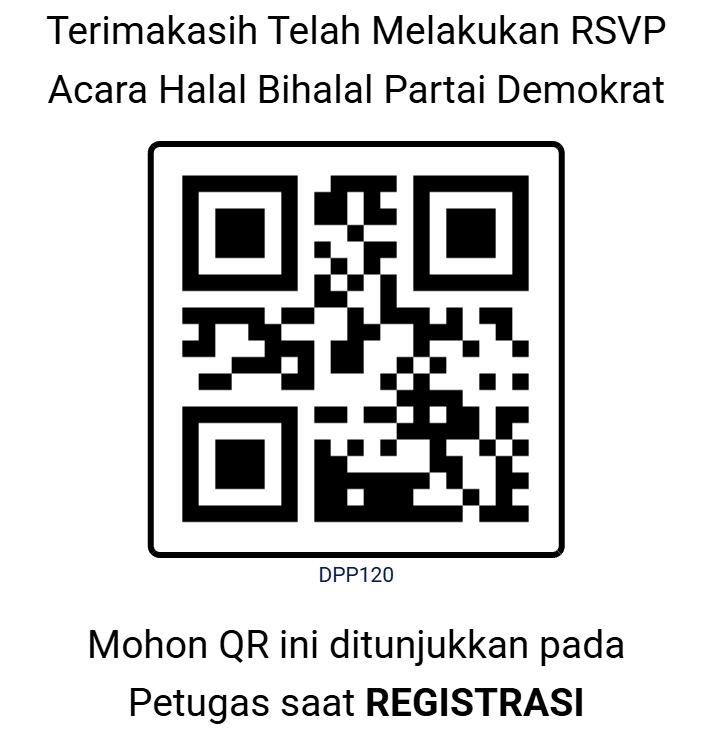 Terimakasih Telah Melakukan RSVP
Acara Halal Bihalal Partai Demokrat
DPP120
Mohon QR ini ditunjukkan pada
Petugas saat REGISTRASI